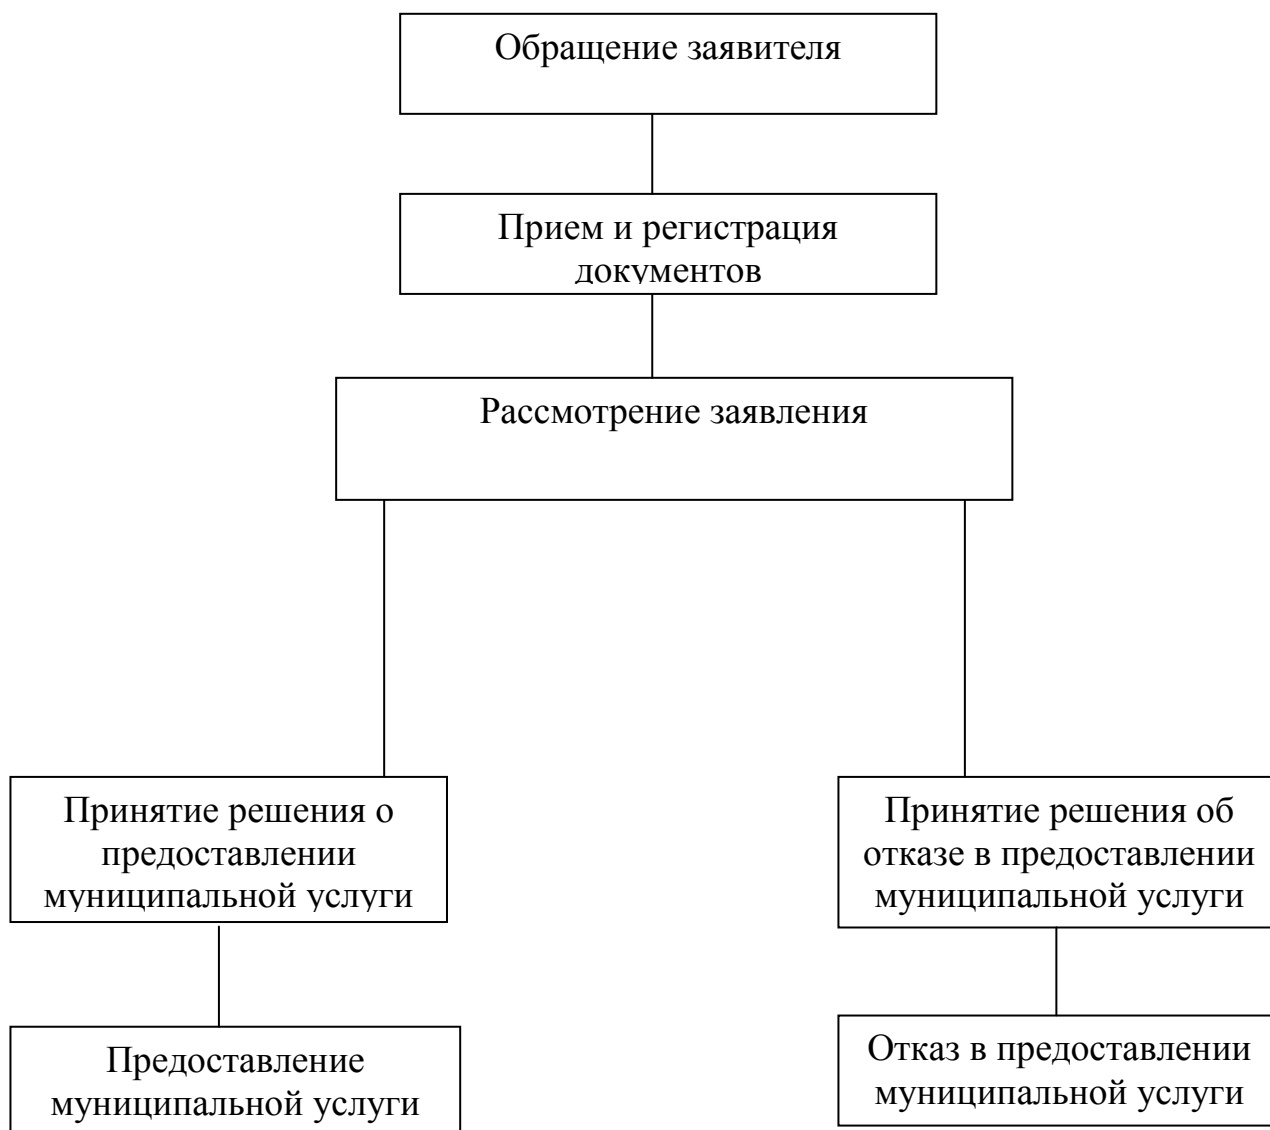 Обращение заявителя
Прием и регистрация
документов
Рассмотрение заявления
Принятие решения о
предоставлении
муниципальной услуги
Принятие решения об
отказе в предоставлении
муниципальной услуги
Предоставление
муниципальной услуги
Отказ в предоставлении
муниципальной услуги